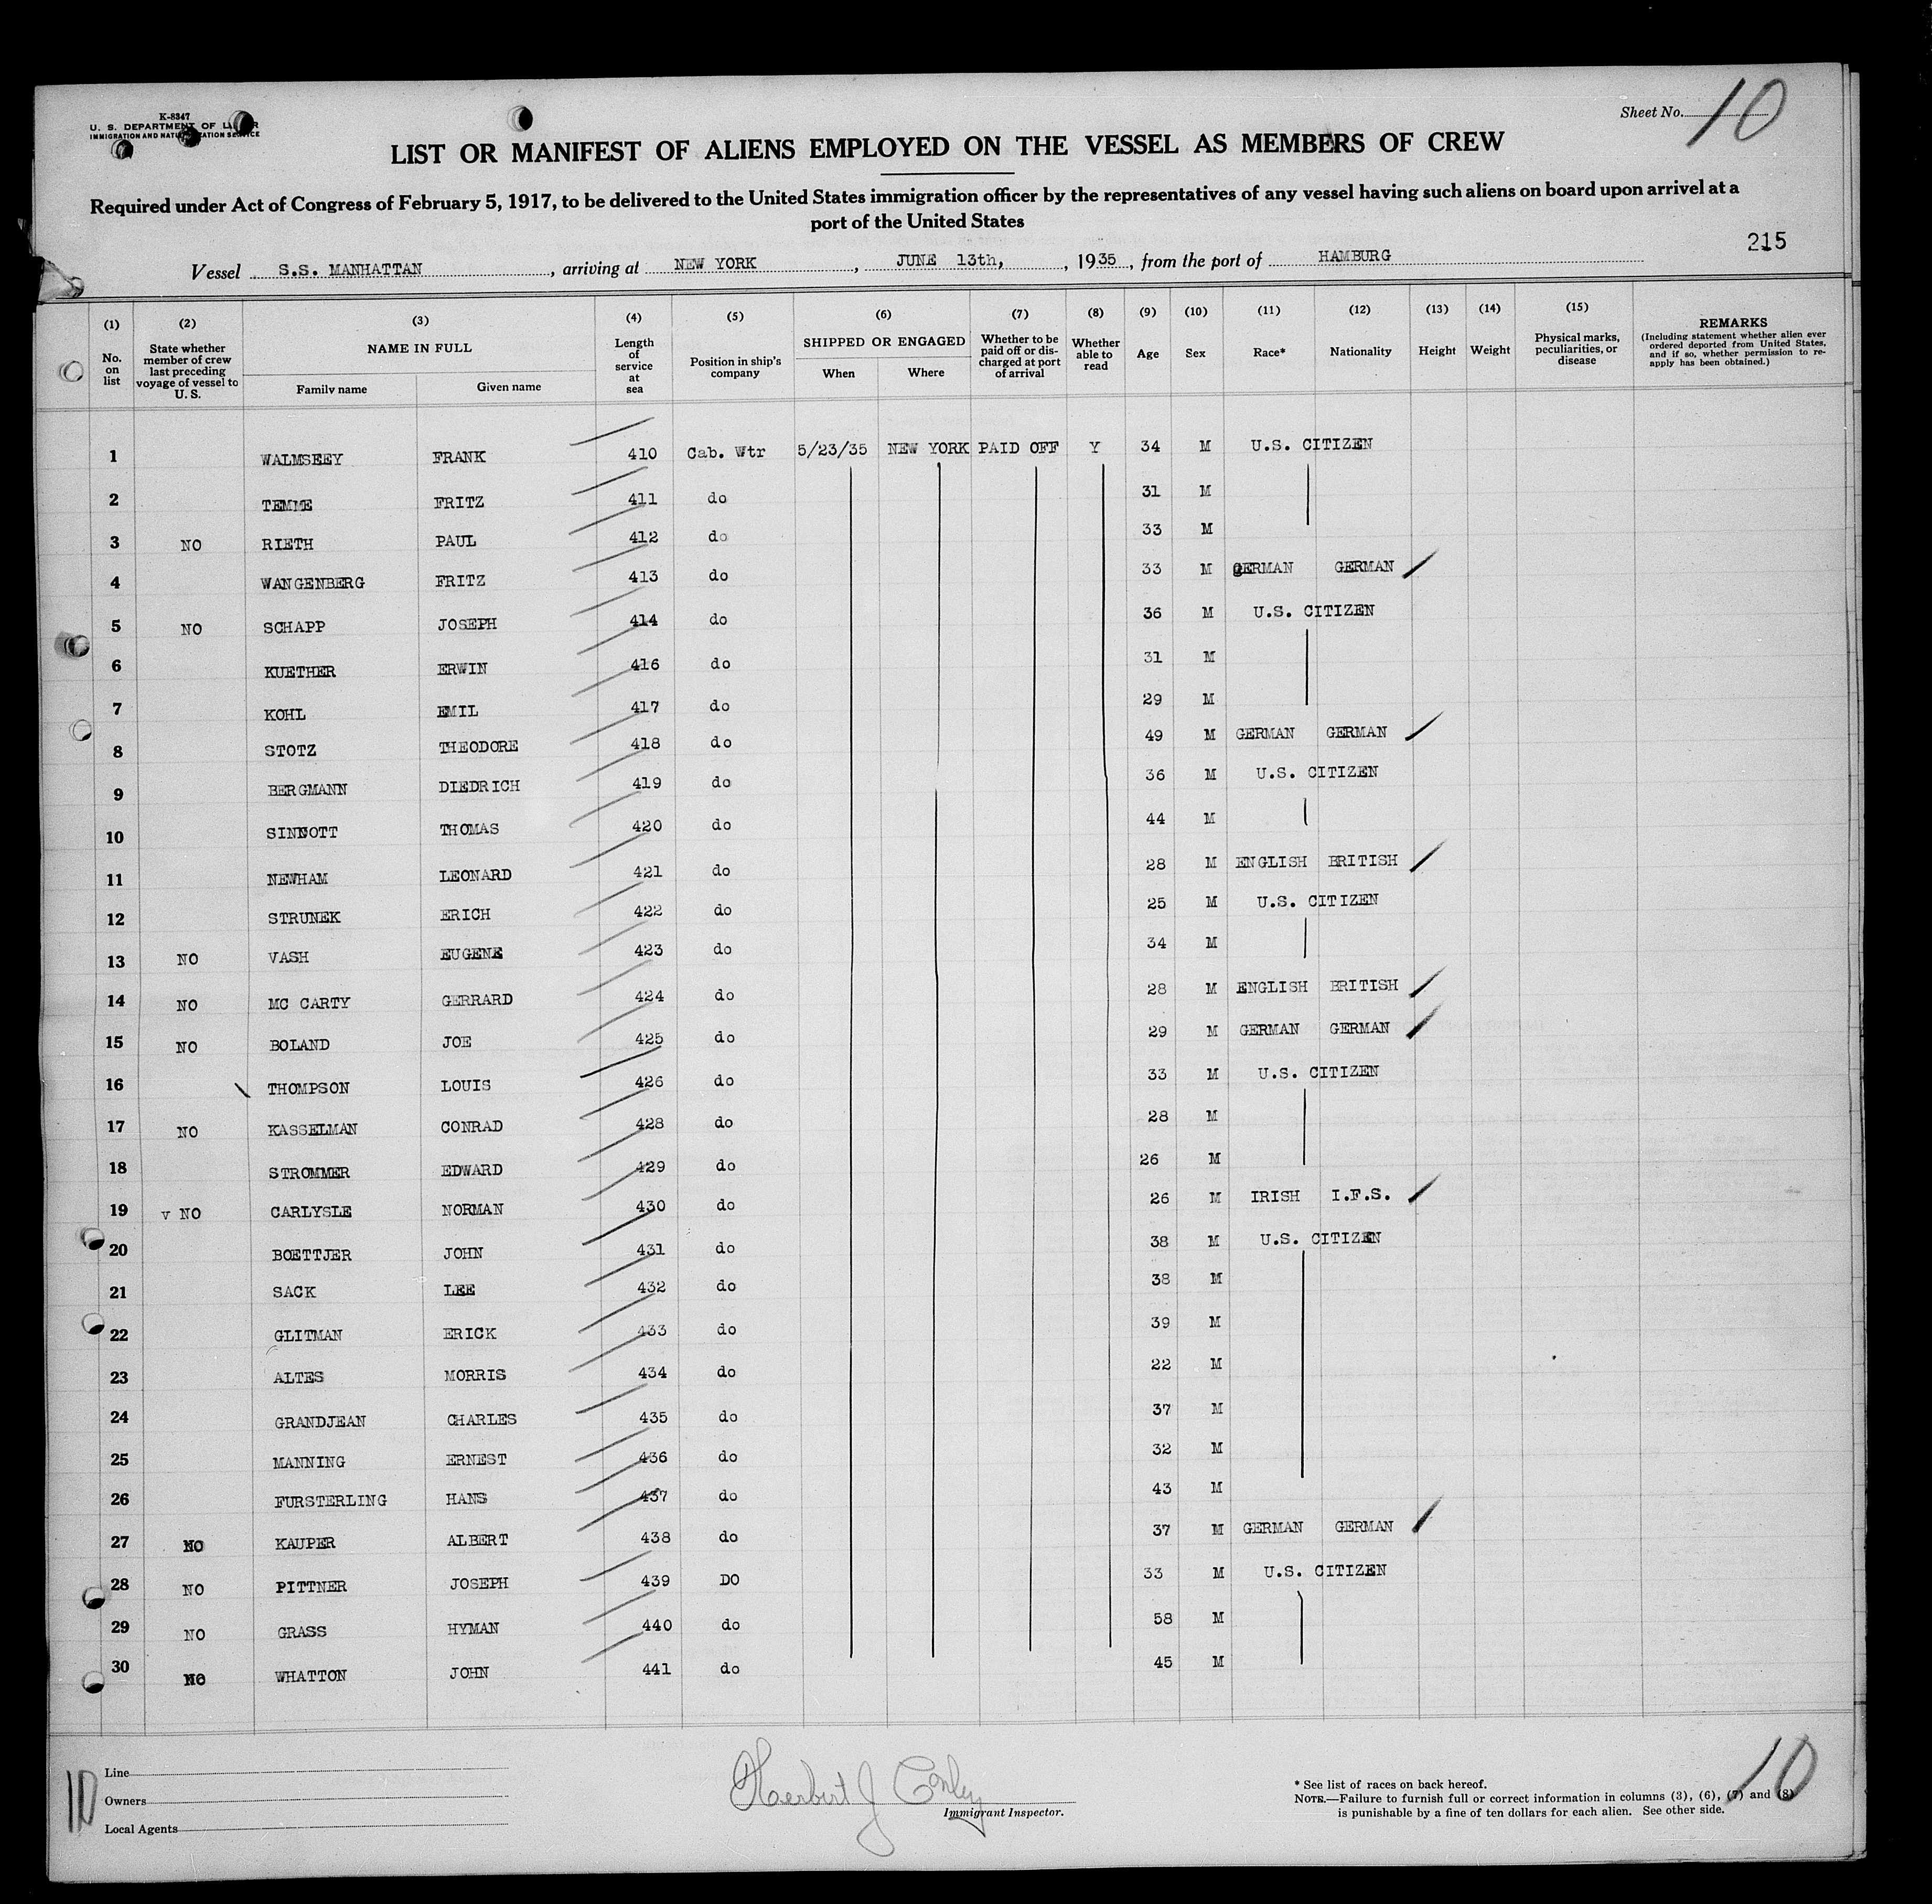 K-8347
U. S. DEPARTMENT OF
IMMIGRATION AND
Sheet No. 10
LIST OR MANIFEST OF ALIENS EMPLOYED ON THE VESSEL AS MEMBERS OF CREW
Required under Act of Congress of February 5, 1917, to be delivered to the United States immigration officer by the representatives of any vessel having such aliens on board upon arrival at a
port of the United States
215
Vessel S.S. MANHATTAN, arriving at NEW YORK, JUNE 13th, , 1935, from the port of HAMBURG
(1) No. on list
(2) State whether member of crew last preceding voyage of vessel to U. S.
(3) NAME IN FULL
Family name Given name
(4) Length of service at sea
(5) Position in ship's company
(6) SHIPPED OR ENGAGED
When Where
(7) Whether to be paid off or dis-charged at port of arrival
(8) Whether able to read
(9) Age
(10) Sex
(11) Race*
(12) Nationality
(13) Height
(14) Weight
(15) Physical marks, peculiarities, or disease
REMARKS
(Including statement whether alien ever ordered deported from United States, and if so, whether permission to re-apply has been obtained.)
1 WALMSEEY FRANK 410 Cab. Wtr 5/23/35 NEW YORK PAID OFF Y 34 M U.S. CITIZEN
2 TEMME FRITZ 411 do 31 M
3 NO RIETH PAUL 412 do 33 M
4 WANGENBERG FRITZ 413 do 33 M GERMAN GERMAN
5 NO SCHAPP JOSEPH 414 do 36 M U.S. CITIZEN
6 KUETHER ERWIN 416 do 31 M
7 KOHL EMIL 417 do 29 M
8 STOTZ THEODORE 418 do 49 M GERMAN GERMAN
9 BERGMANN DIEDRICH 419 do 36 M U.S. CITIZEN
10 SINNOTT THOMAS 420 do 44 M
11 NEWHAM LEONARD 421 do 28 M ENGLISH BRITISH
12 STRUNEK ERICH 422 do 25 M U.S. CITIZEN
13 NO VASH EUGENE 423 do 34 M
14 NO MC CARTY GERRARD 424 do 28 M ENGLISH BRITISH
15 NO BOLAND JOE 425 do 29 M GERMAN GERMAN
16 THOMPSON LOUIS 426 do 33 M U.S. CITIZEN
17 NO KASSELMAN CONRAD 428 do 28 M
18 STROMMER EDWARD 429 do 26 M
19 v NO CARLYSLE NORMAN 430 do 26 M IRISH I.F.S.
20 BOETTJER JOHN 431 do 38 M U.S. CITIZEN
21 SACK LEE 432 do 38 M
22 GLITMAN ERICK 433 do 39 M
23 ALTES MORRIS 434 do 22 M
24 GRANDJEAN CHARLES 435 do 37 M
25 MANNING ERNEST 436 do 32 M
26 FURSTERLING HANS 437 do 43 M
27 NO KAUPER ALBERT 438 do 37 M GERMAN GERMAN
28 NO PITTNER JOSEPH 439 DO 33 M U.S. CITIZEN
29 NO GRASS HYMAN 440 do 58 M
30 NO WHATTON JOHN 441 do 45 M
10
Line
Owners
Local Agents
Herbert J Conley
Immigrant Inspector.
10
* See list of races on back hereof.
NOTE.—Failure to furnish full or correct information in columns (3), (6), (7) and (8)
is punishable by a fine of ten dollars for each alien. See other side.